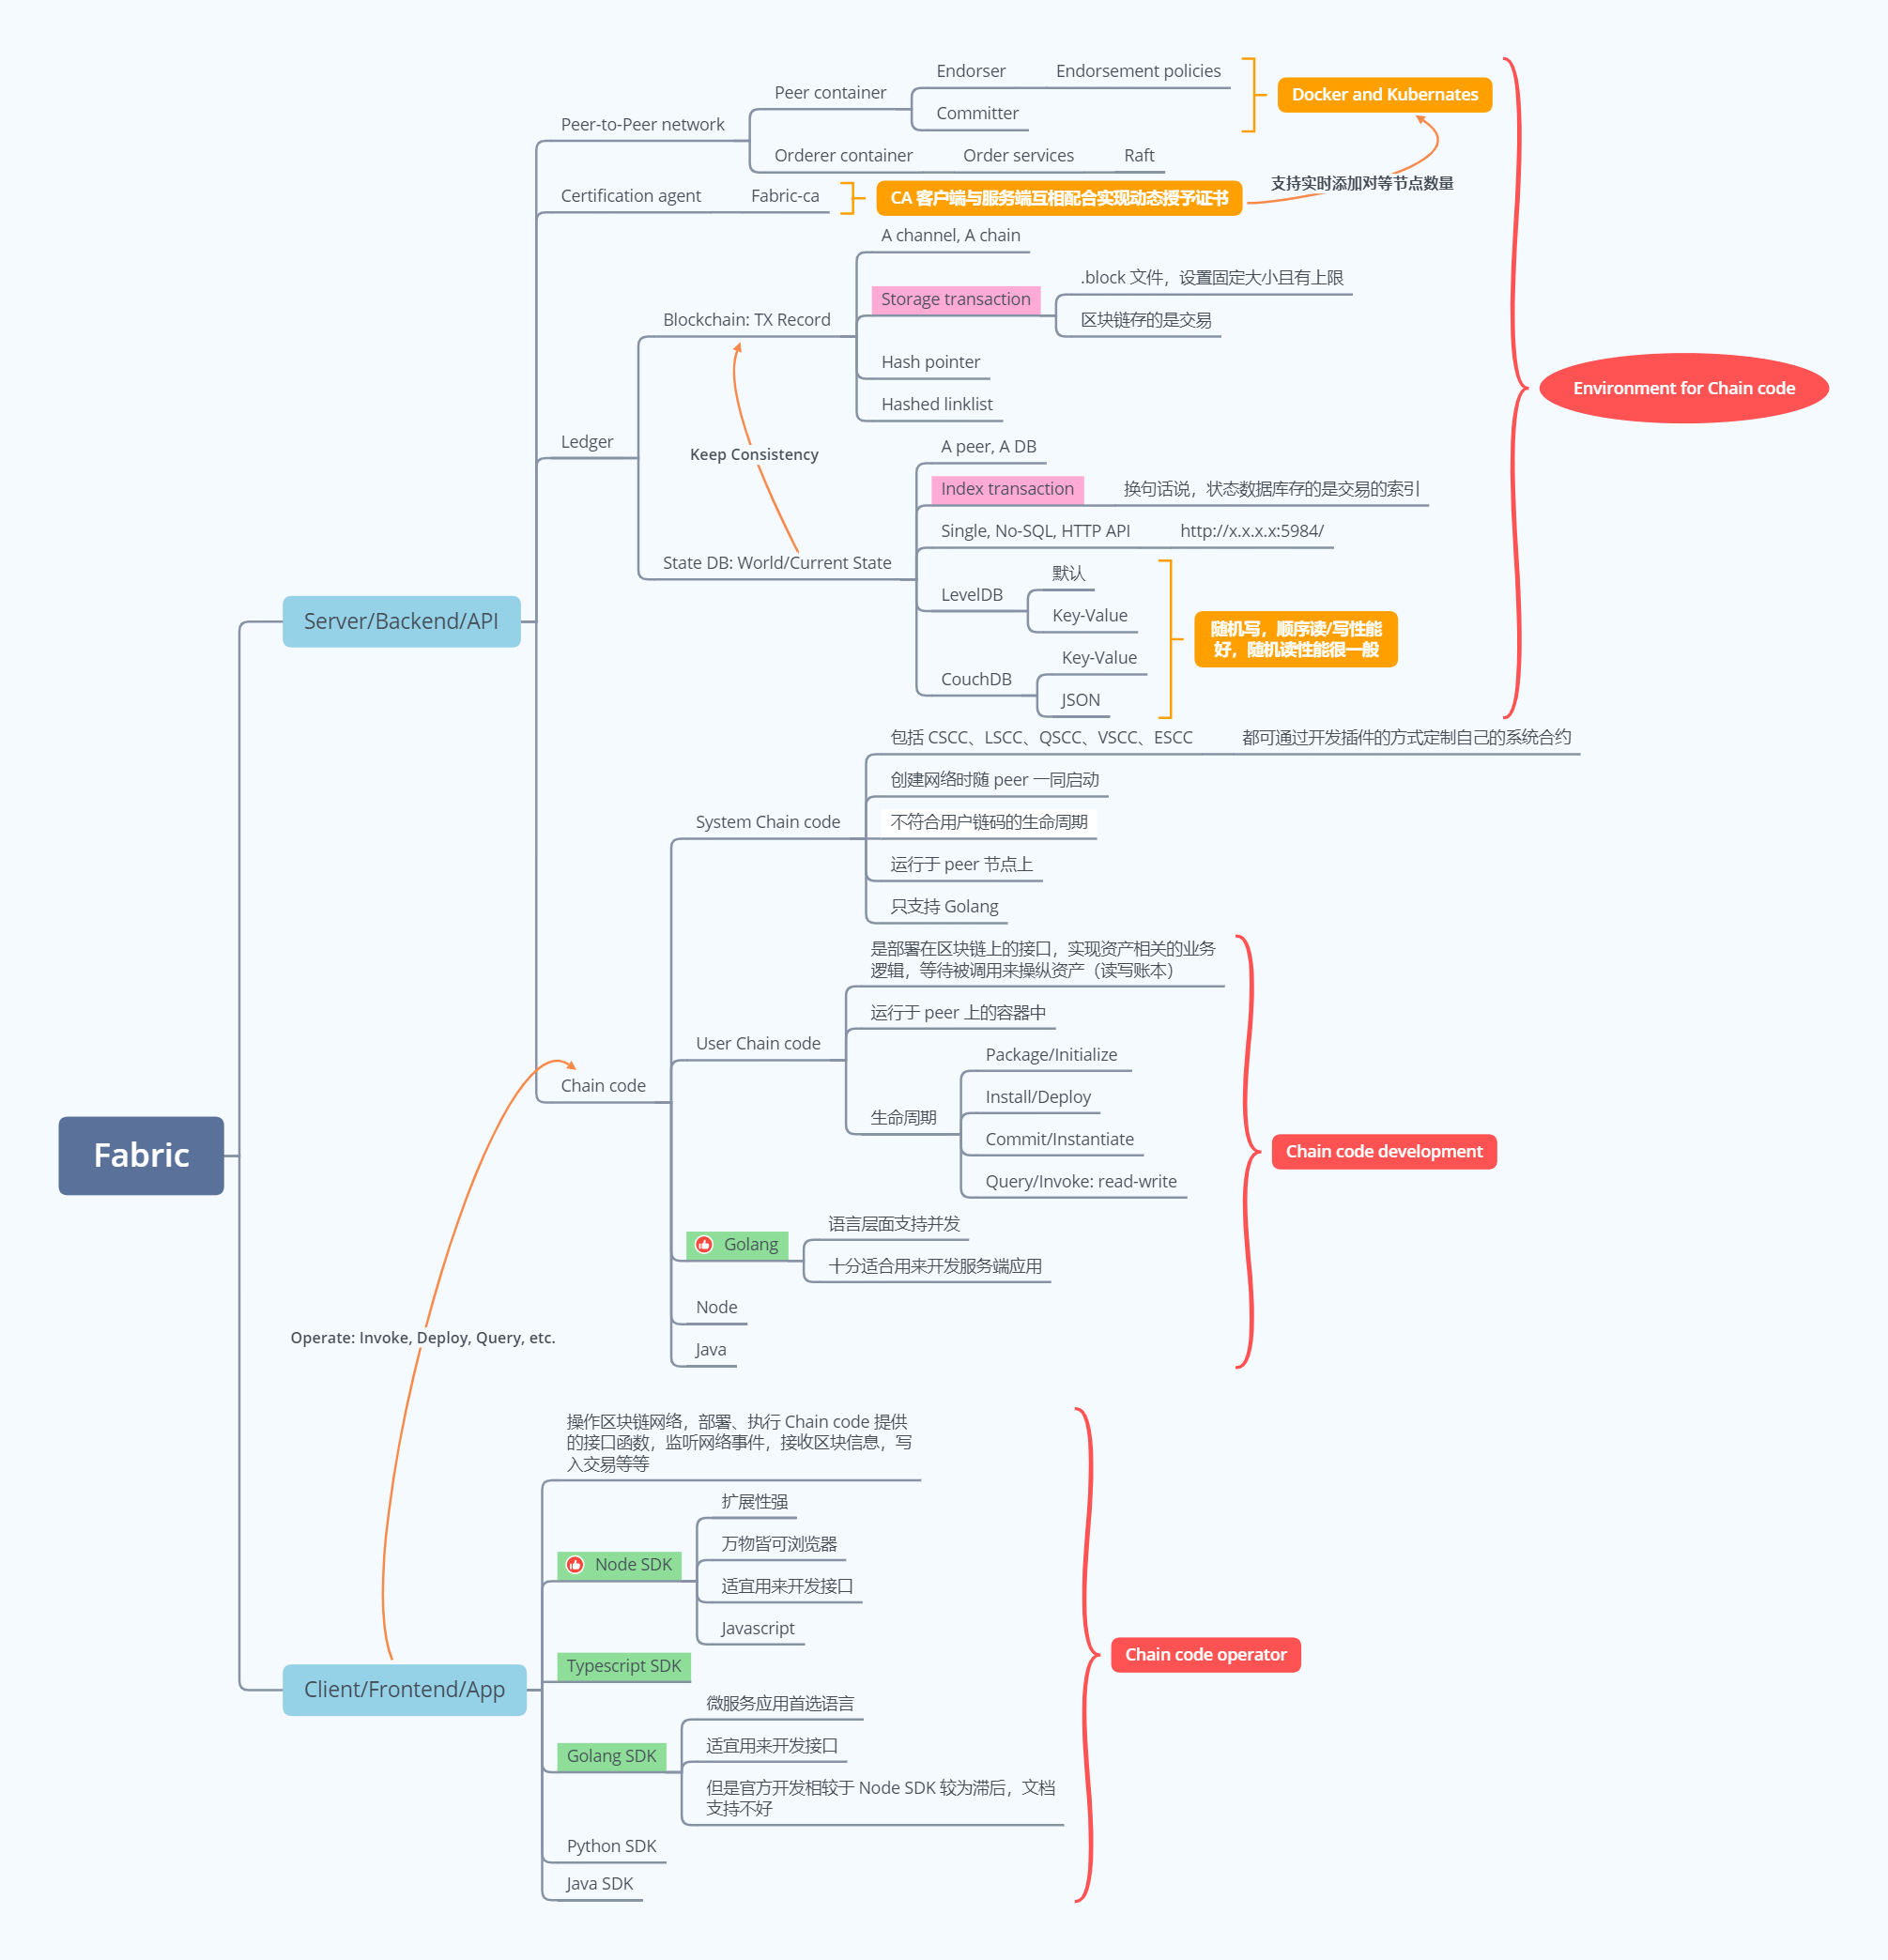 Fabric
Server/Backend/API
Peer-to-Peer network
Peer container
Endorser
Endorsement policies
Committer
Docker and Kubernates
Orderer container
Order services
Raft
支持实时添加对等节点数量
Certification agent
Fabric-ca
CA 客户端与服务端互相配合实现动态授予证书
Ledger
Blockchain: TX Record
A channel, A chain
Storage transaction
.block 文件，设置固定大小且有上限
区块链存的是交易
Hash pointer
Hashed linklist
Keep Consistency
State DB: World/Current State
A peer, A DB
Index transaction
换句话说，状态数据库存的是交易的索引
Single, No-SQL, HTTP API
http://x.x.x.x:5984/
LevelDB
默认
Key-Value
CouchDB
Key-Value
JSON
随机写，顺序读/写性能
好，随机读性能很一般
Environment for Chain code
Chain code
System Chain code
包括 CSCC、LSCC、QSCC、VSCC、ESCC
都可通过开发插件的方式定制自己的系统合约
创建网络时随 peer 一同启动
不符合用户链码的生命周期
运行于 peer 节点上
只支持 Golang
User Chain code
是部署在区块链上的接口，实现资产相关的业务
逻辑，等待被调用来操纵资产（读写账本）
运行于 peer 上的容器中
生命周期
Package/Initialize
Install/Deploy
Commit/Instantiate
Query/Invoke: read-write
Golang
语言层面支持并发
十分适合用来开发服务端应用
Node
Java
Chain code development
Operate: Invoke, Deploy, Query, etc.
Client/Frontend/App
操作区块链网络，部署、执行 Chain code 提供
的接口函数，监听网络事件，接收区块信息，写
入交易等等
Node SDK
扩展性强
万物皆可浏览器
适宜用来开发接口
Javascript
Typescript SDK
Golang SDK
微服务应用首选语言
适宜用来开发接口
但是官方开发相较于 Node SDK 较为滞后，文档
支持不好
Python SDK
Java SDK
Chain code operator